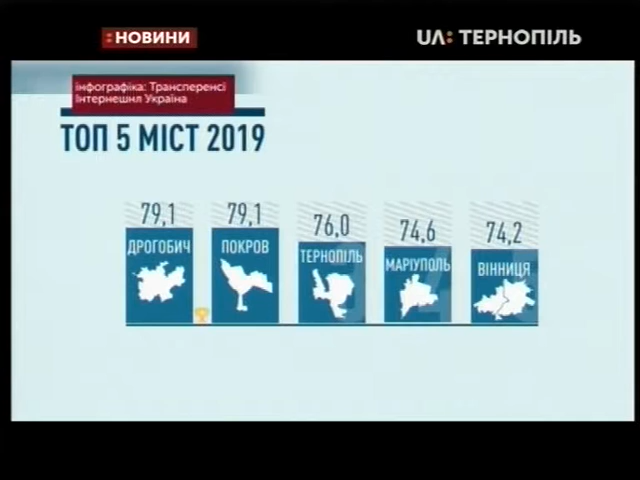 :НОВИНИ
UA: ТЕРНОПІЛЬ
інфографіка: Трансперенсі
Інтернешнл Україна
ТОП 5 МІСТ 2019
79,1 79,1 76,0 74,6 74,2
ДРОГОБИЧ ПОКРОВ ТЕРНОПІЛЬ МАРІУПОЛЬ ВІННИЦЯ